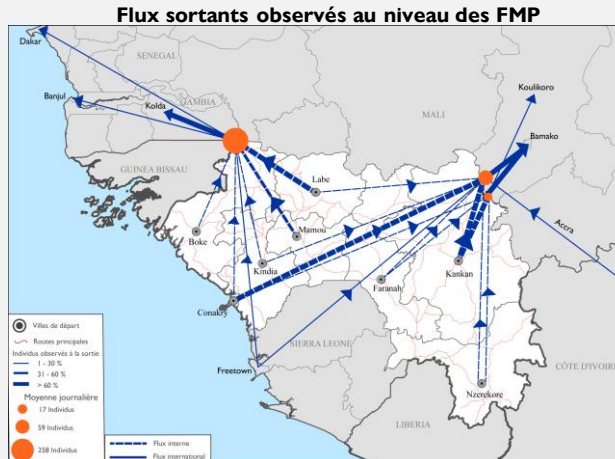 Flux sortants observés au niveau des FMP
Dakar
SENEGAL
Banjul
Kolda
GAMBIA
MALI
Koulikoro
Bamako
GUINEA BISSAU
Labe
Boke
Mamou
Kindia
Accra
Kankan
Faranah
Conakry
SIERRA LEONE
CÔTE D'IVOIRE
Freetown
Nzerekore
LIBERIA
Villes de départ
Routes principales
Individus observés à la sortie
1 - 30 %
31 - 60 %
> 60 %
Moyenne journalière
17 Individus
59 Individus
258 Individus
Flux interne
Flux international